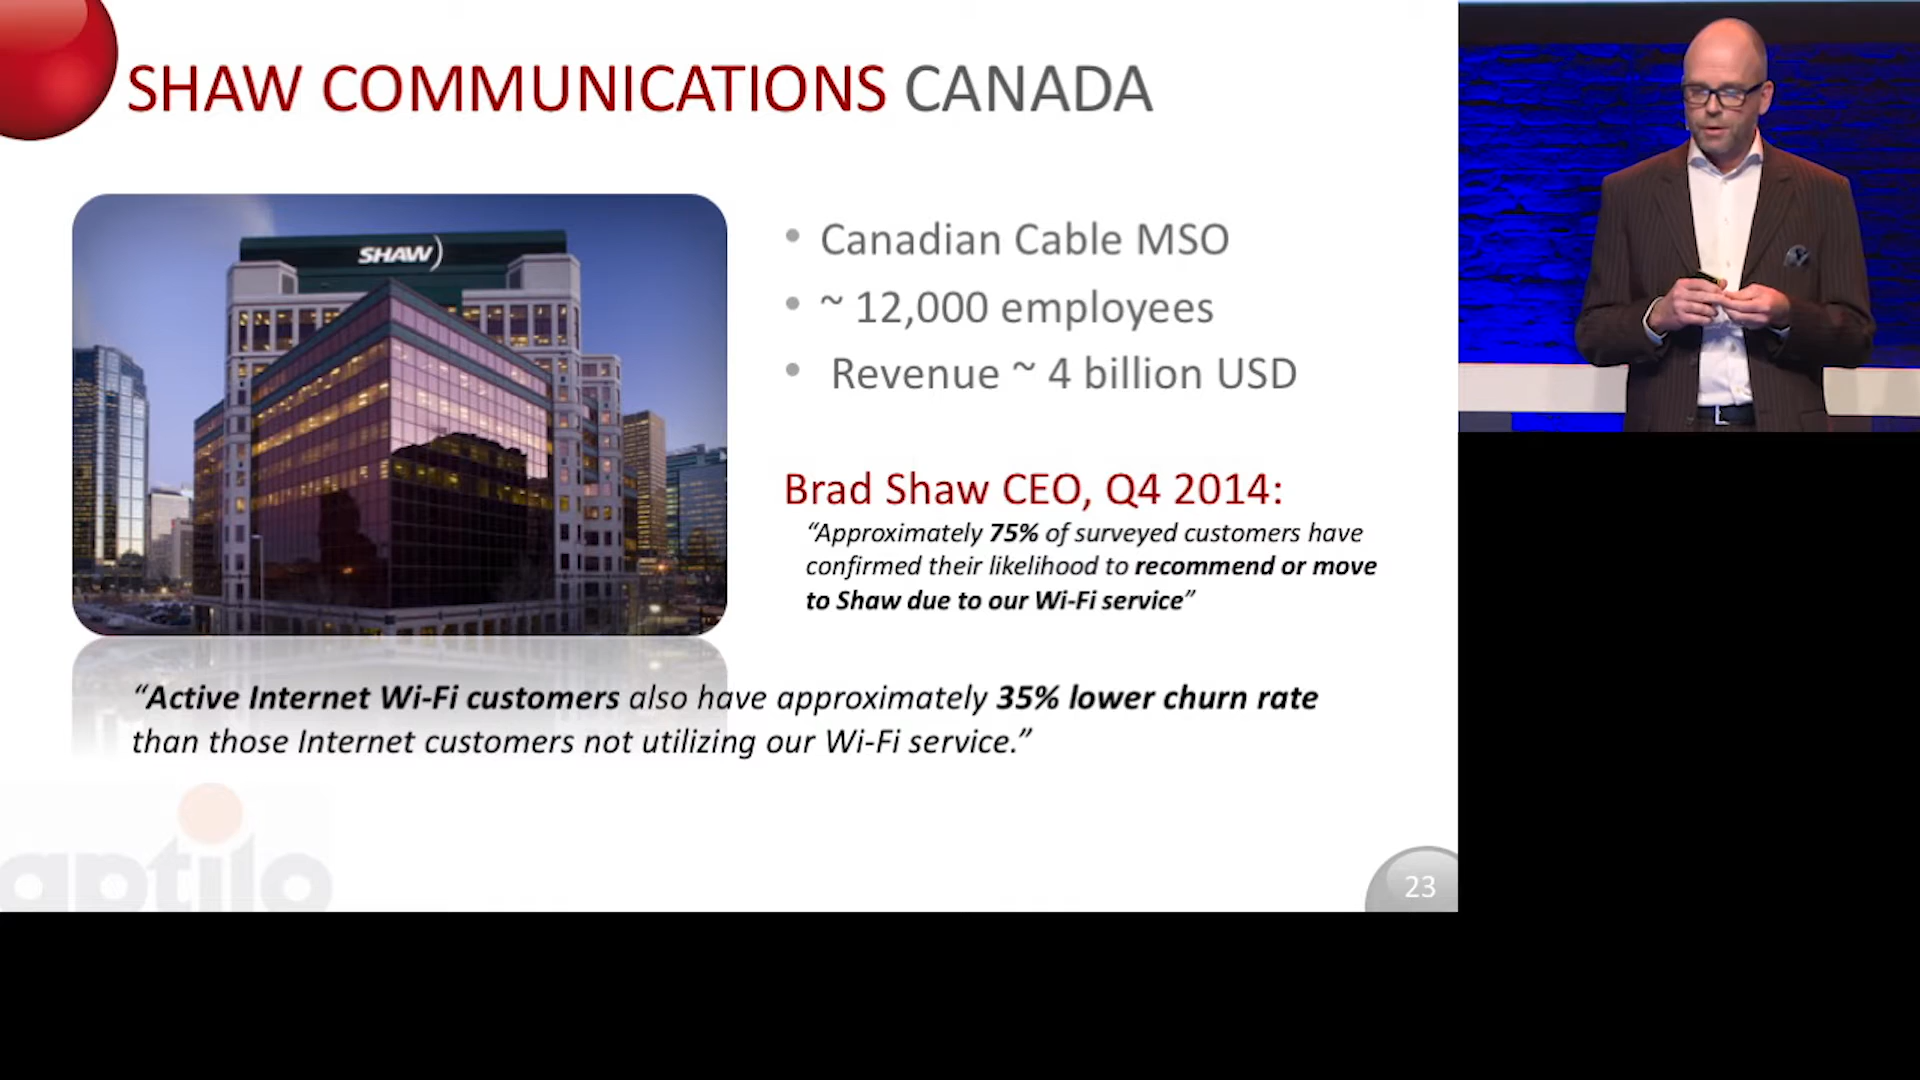 SHAW COMMUNICATIONS CANADA
SHAW)
• Canadian Cable MSO
• ~ 12,000 employees
• Revenue ~ 4 billion USD
Brad Shaw CEO, Q4 2014:
“Approximately 75% of surveyed customers have
confirmed their likelihood to recommend or move
to Shaw due to our Wi-Fi service”
“Active Internet Wi-Fi customers also have approximately 35% lower churn rate
than those Internet customers not utilizing our Wi-Fi service.”
aptilo
23